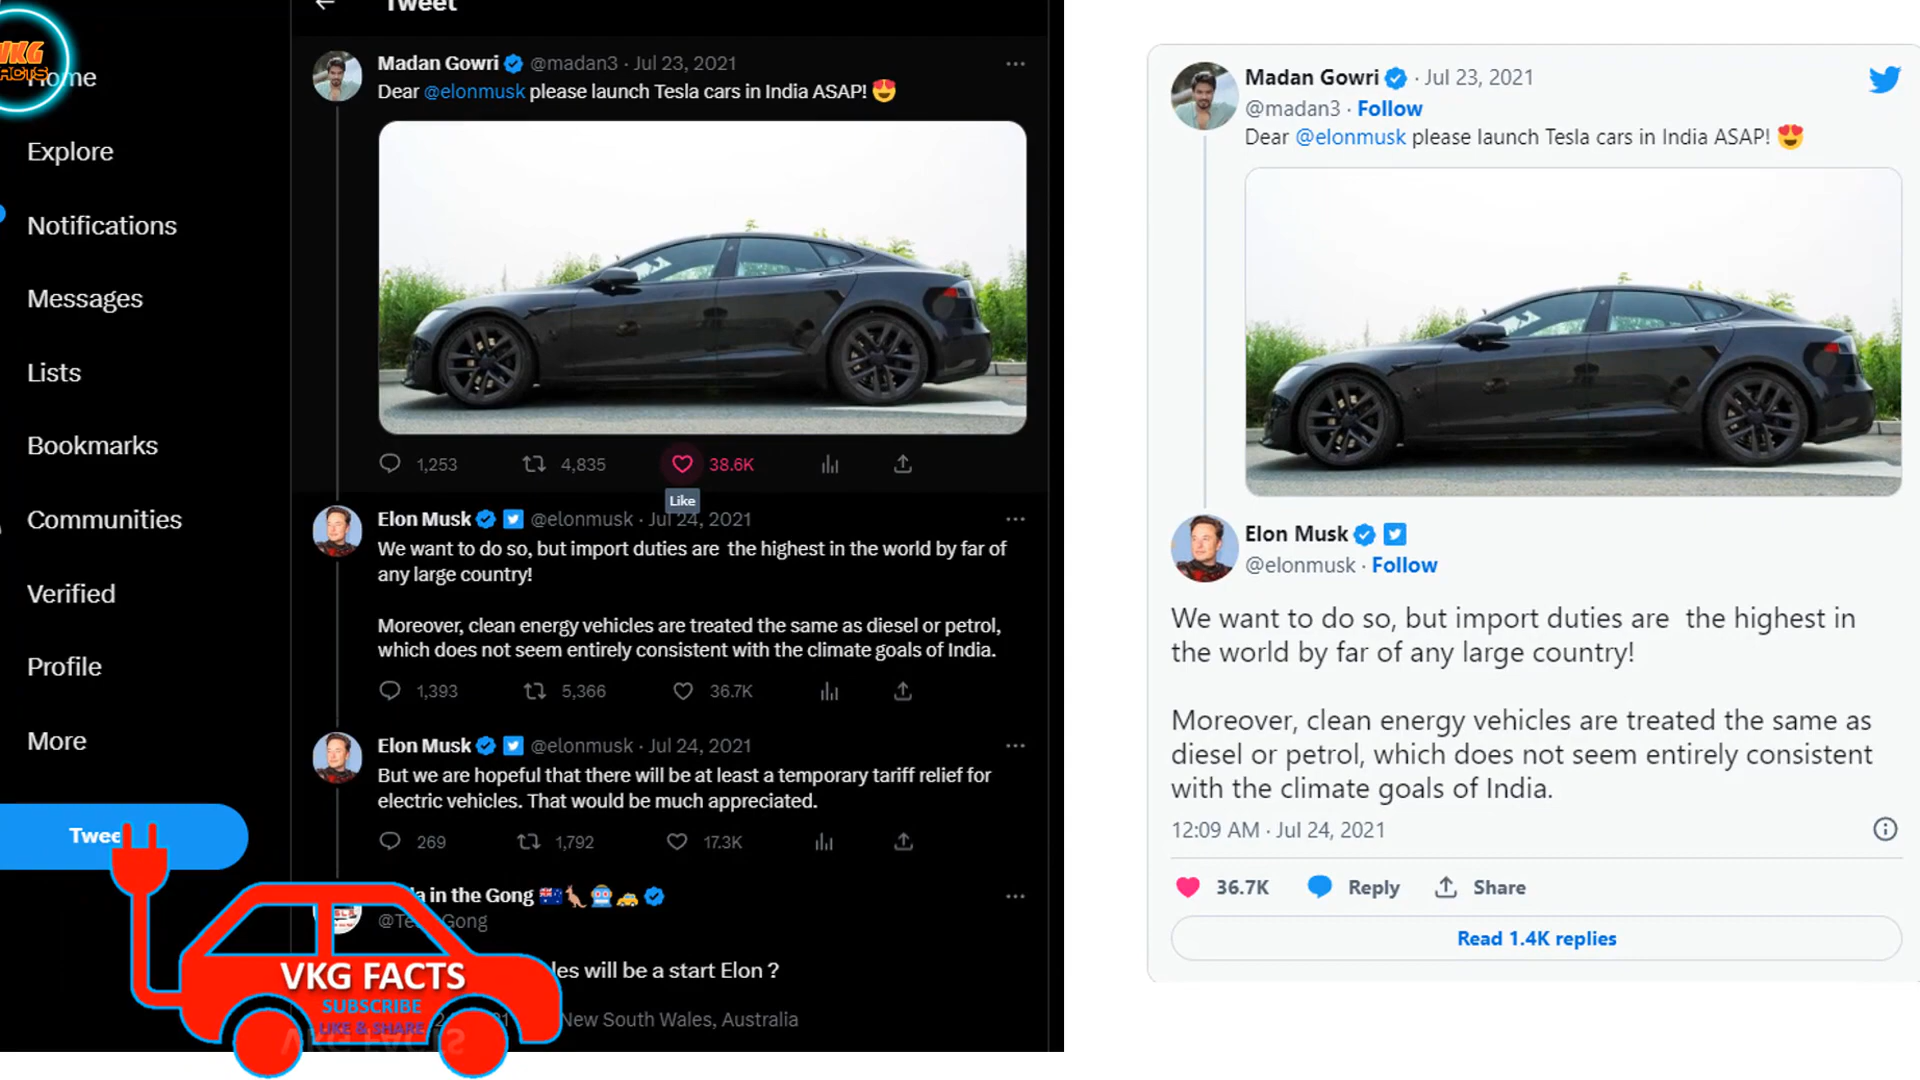 VKG
FACTS
Home
Explore
Notifications
Messages
Lists
Bookmarks
Communities
Verified
Profile
More
Tweet
Madan Gowri @madan3 · Jul 23, 2021
Dear @elonmusk please launch Tesla cars in India ASAP! 😍
1,253 4,835 38.6K
Like
Elon Musk @elonmusk · Jul 24, 2021
We want to do so, but import duties are  the highest in the world by far of
any large country!
Moreover, clean energy vehicles are treated the same as diesel or petrol,
which does not seem entirely consistent with the climate goals of India.
1,393 5,366 36.7K
Elon Musk @elonmusk · Jul 24, 2021
But we are hopeful that there will be at least a temporary tariff relief for
electric vehicles. That would be much appreciated.
269 1,792 17.3K
in the Gong 🇦🇺🦘🤖🚕
Gong
will be a start Elon ?
New South Wales, Australia
VKG FACTS
SUBSCRIBE
LIKE & SHARE
Madan Gowri · Jul 23, 2021
@madan3 · Follow
Dear @elonmusk please launch Tesla cars in India ASAP! 😍
Elon Musk
@elonmusk · Follow
We want to do so, but import duties are  the highest in
the world by far of any large country!
Moreover, clean energy vehicles are treated the same as
diesel or petrol, which does not seem entirely consistent
with the climate goals of India.
12:09 AM · Jul 24, 2021
36.7K Reply Share
Read 1.4K replies